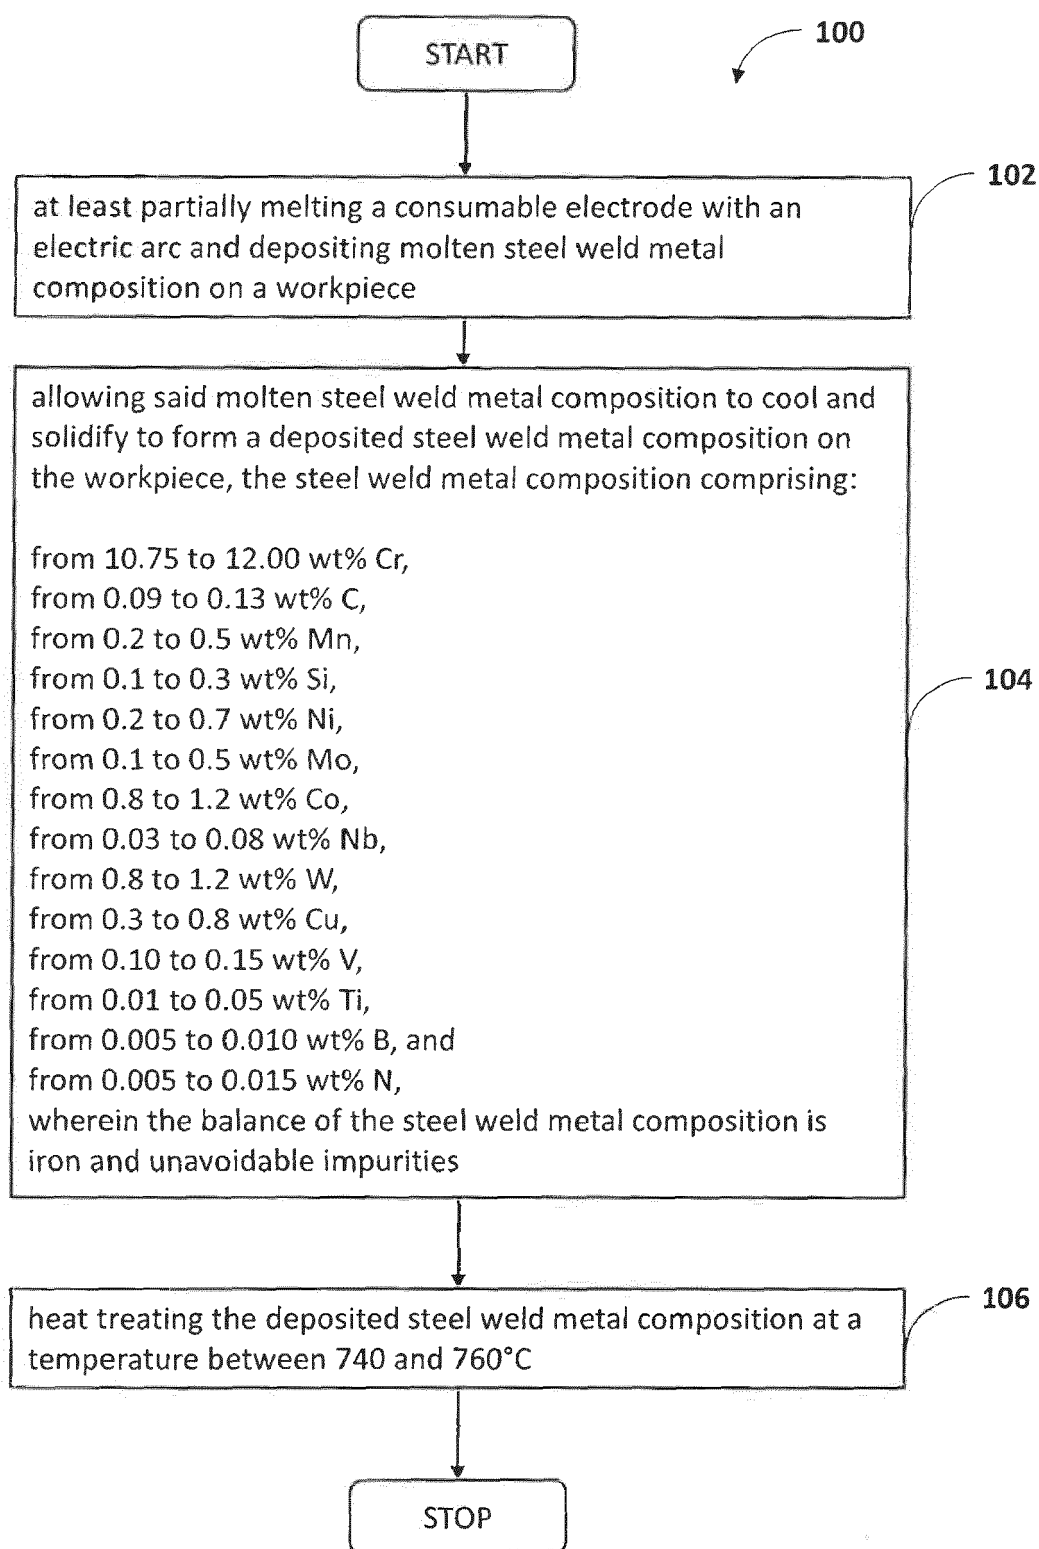 START
100
102
at least partially melting a consumable electrode with an
electric arc and depositing molten steel weld metal
composition on a workpiece
allowing said molten steel weld metal composition to cool and
solidify to form a deposited steel weld metal composition on
the workpiece, the steel weld metal composition comprising:
from 10.75 to 12.00 wt% Cr,
from 0.09 to 0.13 wt% C,
from 0.2 to 0.5 wt% Mn,
from 0.1 to 0.3 wt% Si,
104
from 0.2 to 0.7 wt% Ni,
from 0.1 to 0.5 wt% Mo,
from 0.8 to 1.2 wt% Co,
from 0.03 to 0.08 wt% Nb,
from 0.8 to 1.2 wt% W,
from 0.3 to 0.8 wt% Cu,
from 0.10 to 0.15 wt% V,
from 0.01 to 0.05 wt% Ti,
from 0.005 to 0.010 wt% B, and
from 0.005 to 0.015 wt% N,
wherein the balance of the steel weld metal composition is
iron and unavoidable impurities
106
heat treating the deposited steel weld metal composition at a
temperature between 740 and 760°C
STOP